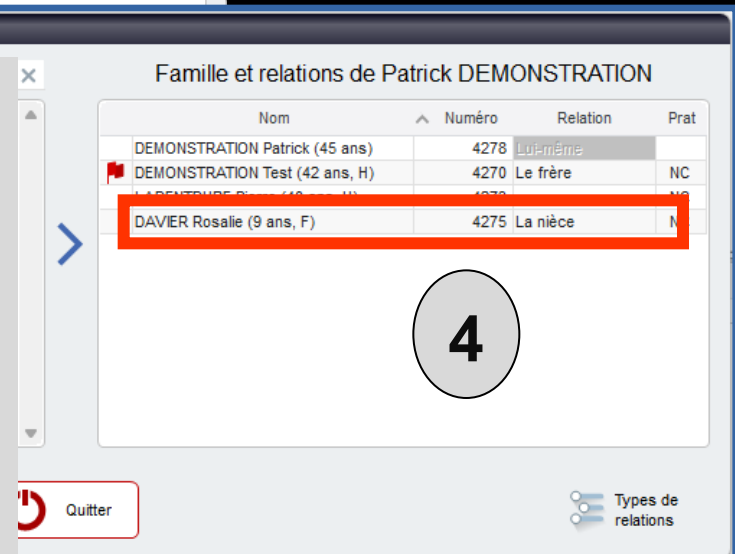 Famille et relations de Patrick DEMONSTRATION
Nom Numéro Relation Prat
DEMONSTRATION Patrick (45 ans) 4278 Lui-même
DEMONSTRATION Test (42 ans, H) 4270 Le frère NC
DAVIER Rosalie (9 ans, F) 4275 La nièce
4
Quitter
Types de
relations